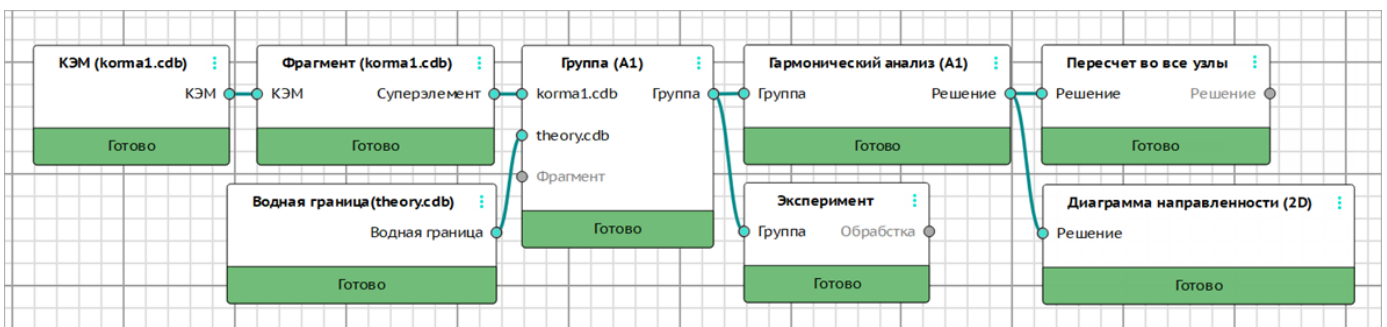 КЭМ (korma1.cdb)
КЭМ
Готово
Фрагмент (korma1.cdb)
КЭМ Суперэлемент
Готово
Водная граница(theory.cdb)
Водная граница
Готово
Группа (A1)
korma1.cdb Группа
theory.cdb
Фрагмент
Готово
Гармонический анализ (A1)
Группа Решение
Готово
Эксперимент
Группа Обрабстка
Готово
Пересчет во все узлы
Решение Решение
Готово
Диаграмма направленности (2D)
Решение
Готово